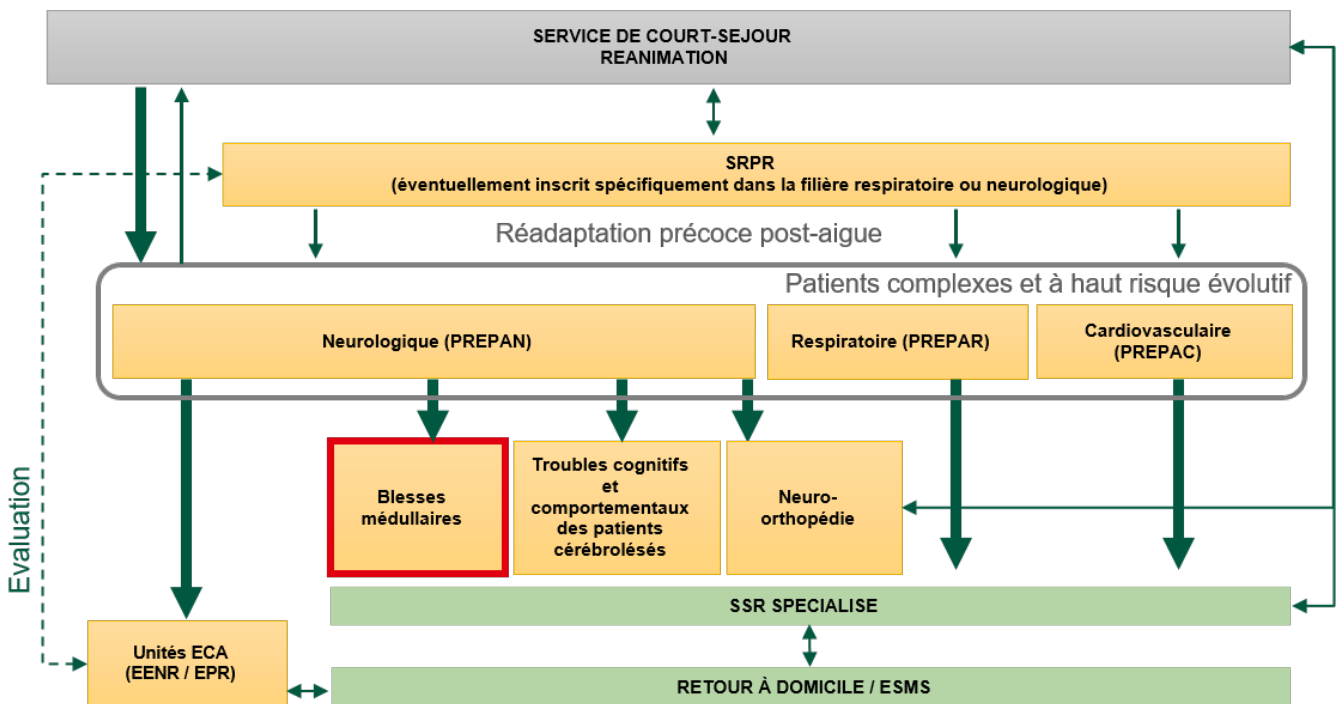 SERVICE DE COURT-SEJOUR
REANIMATION
SRPR
(éventuellement inscrit spécifiquement dans la filière respiratoire ou neurologique)
Réadaptation précoce post-aigue
Patients complexes et à haut risque évolutif
Neurologique (PREPAN)
Respiratoire (PREPAR)
Cardiovasculaire
(PREPAC)
Blesses
médullaires
Troubles cognitifs
et
comportementaux
des patients
cérébrolésés
Neuro-
orthopédie
Evaluation
SSR SPECIALISE
Unités ECA
(EENR / EPR)
RETOUR À DOMICILE / ESMS